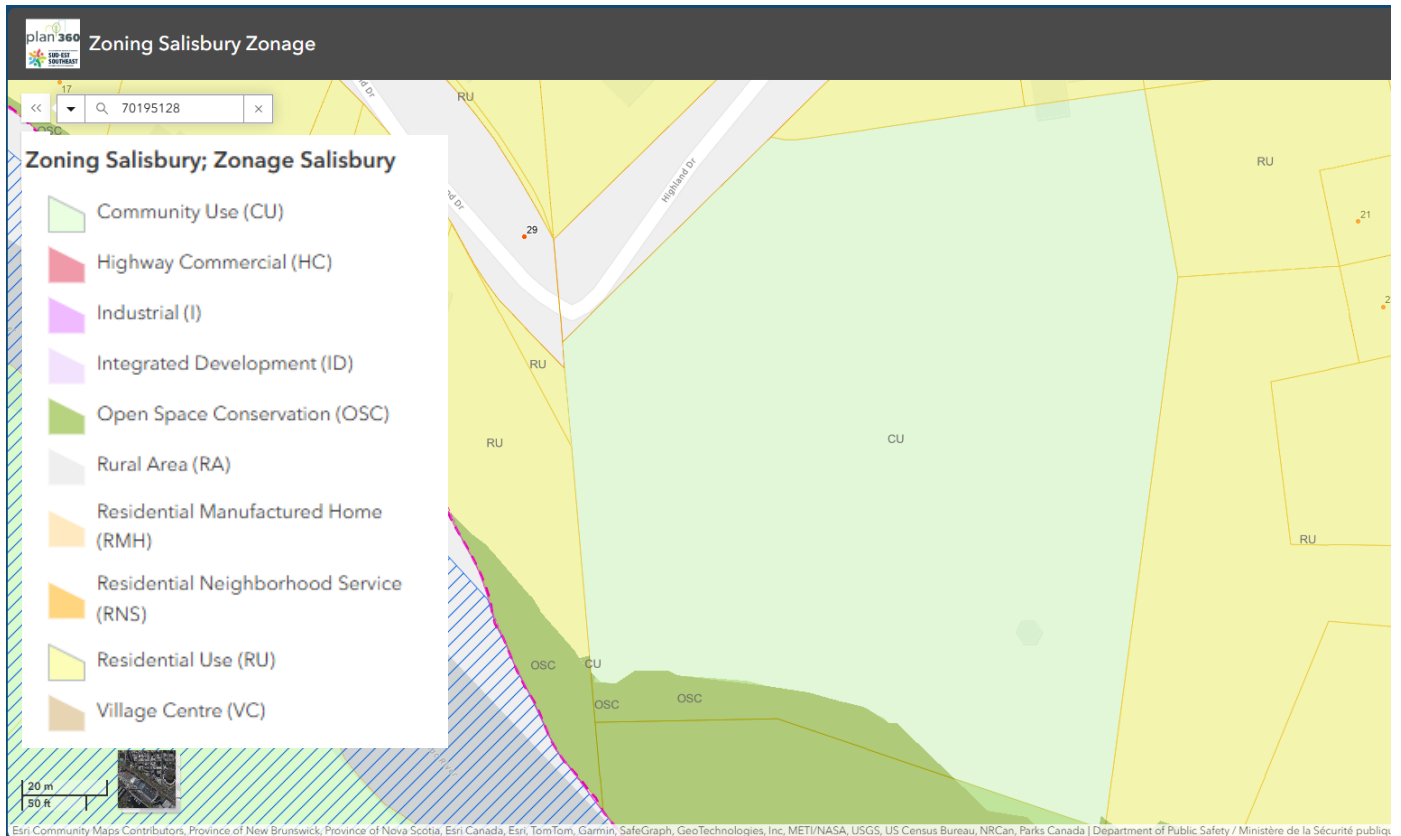 plan 360
SUD-EST
SOUTHEAST
Zoning Salisbury Zonage
17
70195128
OSC
Zoning Salisbury; Zonage Salisbury
Community Use (CU)
Highway Commercial (HC)
Industrial (I)
Integrated Development (ID)
Open Space Conservation (OSC)
Rural Area (RA)
Residential Manufactured Home
(RMH)
Residential Neighborhood Service
(RNS)
Residential Use (RU)
Village Centre (VC)
RU
Highland Dr
RU
21
29
RU
RU
CU
RU
OSC
CU
OSC
OSC
20 m
50 ft
Esri Community Maps Contributors, Province of New Brunswick, Province of Nova Scotia, Esri Canada, Esri, TomTom, Garmin, SafeGraph, GeoTechnologies, Inc, METI/NASA, USGS, US Census Bureau, NRCan, Parks Canada | Department of Public Safety / Ministère de la Sécurité publiq